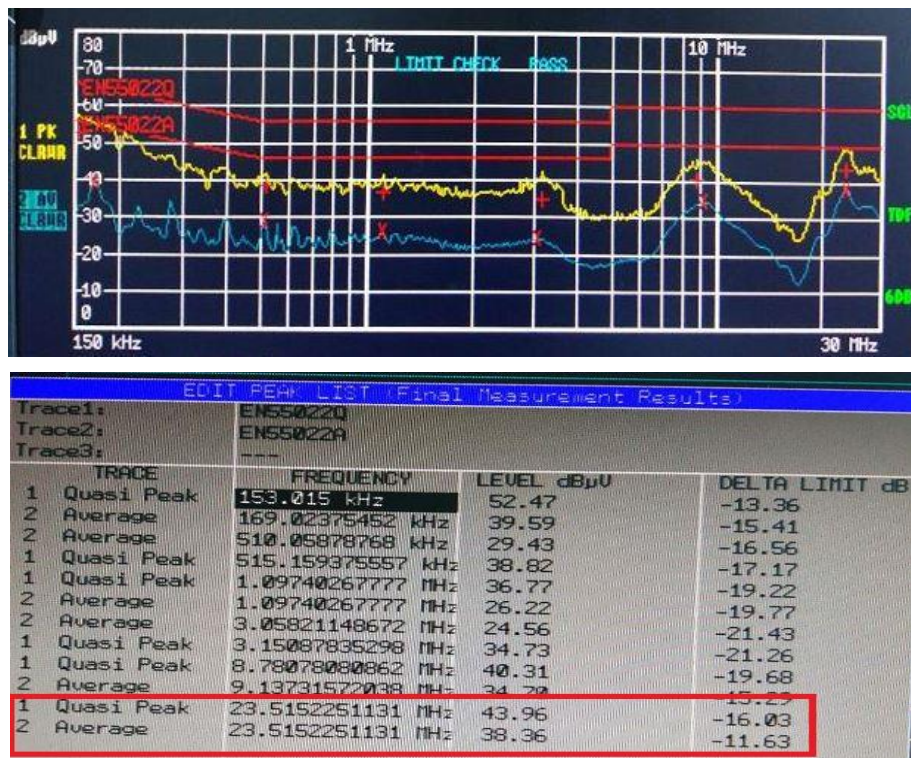 dBµV
80
1 MHz
10 MHz
-70-
LIMIT CHECK PASS
EN55022Q
-60-
SGL
1 PK
CLRWR
EN55022A
-50-
-40-
2 AV
CLRWR
-30-
TDF
-20-
-10-
6DB
0
150 kHz
30 MHz
EDIT PEAK LIST (Final Measurement Results)
Trace1: EN55022Q
Trace2: EN55022A
Trace3: ---
TRACE FREQUENCY LEVEL dBµV DELTA LIMIT dB
1 Quasi Peak 153.015 kHz 52.47 -13.36
2 Average 169.02375452 kHz 39.59 -15.41
2 Average 510.05878768 kHz 29.43 -16.56
1 Quasi Peak 515.159375557 kHz 38.82 -17.17
1 Quasi Peak 1.09740267777 MHz 36.77 -19.22
2 Average 1.09740267777 MHz 26.22 -19.77
2 Average 3.05821148672 MHz 24.56 -21.43
1 Quasi Peak 3.15087835298 MHz 34.73 -21.26
1 Quasi Peak 8.78078080862 MHz 40.31 -19.68
2 Average 9.13731572038 MHz 34.70 -15.29
1 Quasi Peak 23.5152251131 MHz 43.96 -16.03
2 Average 23.5152251131 MHz 38.36 -11.63